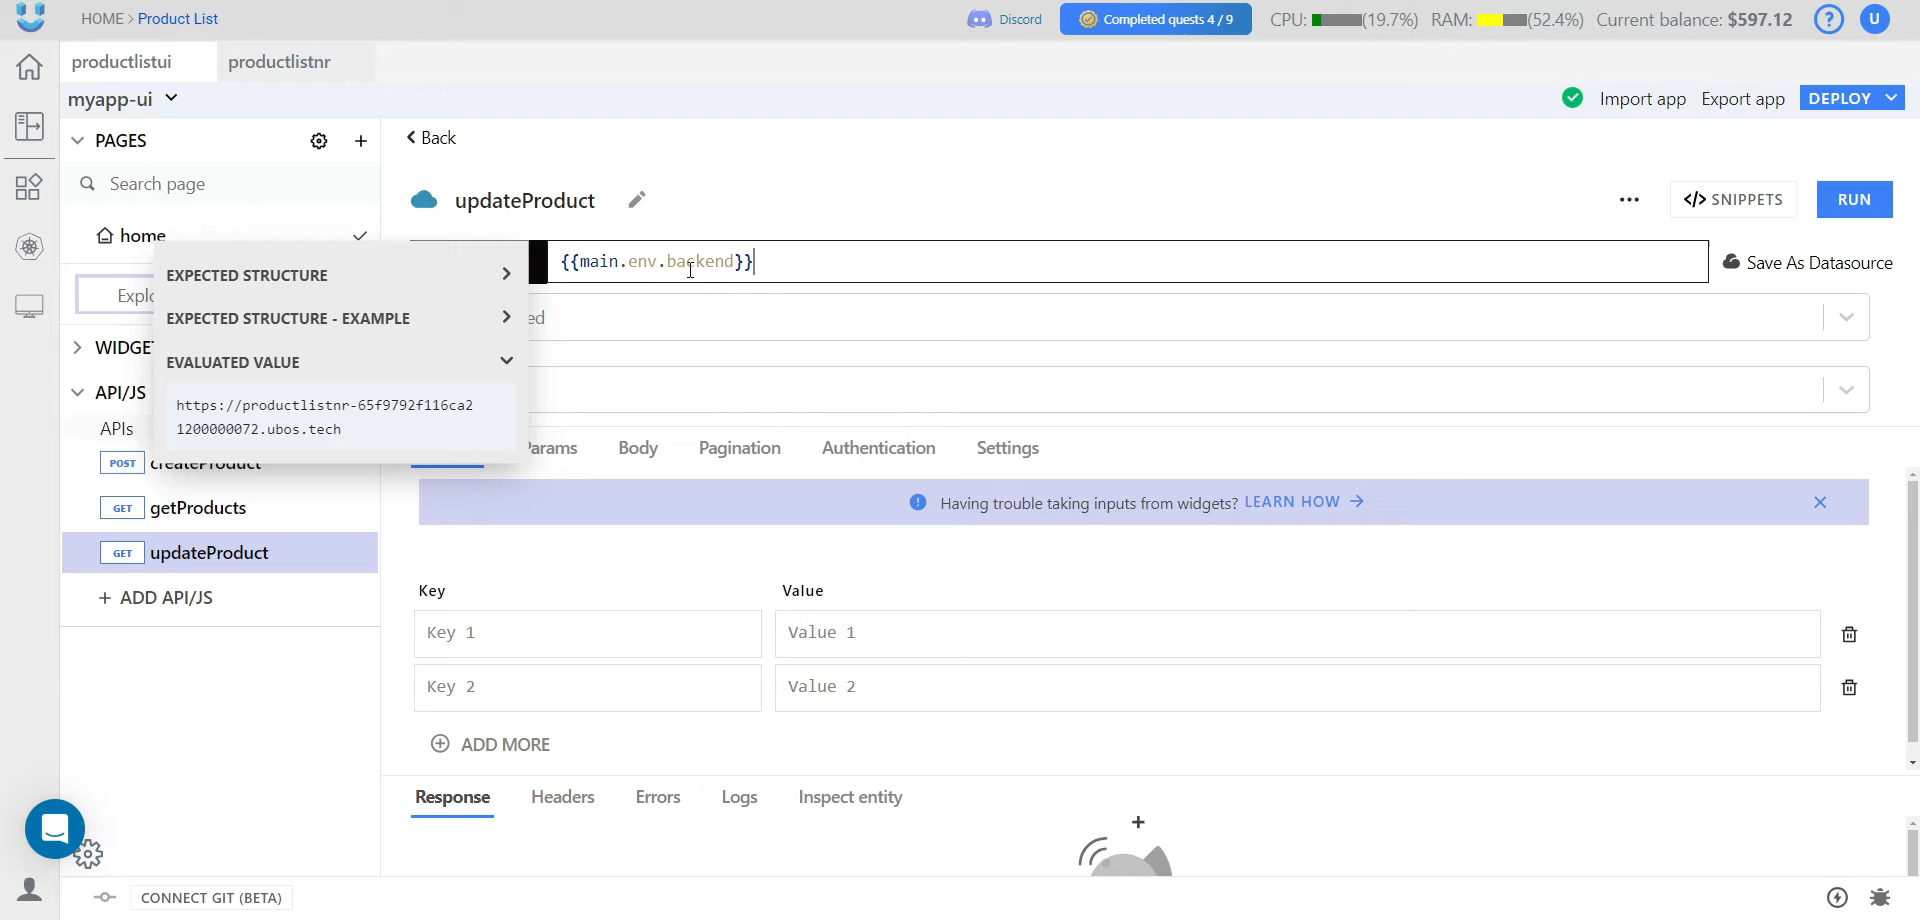 HOME > Product List
Discord
Completed quests 4 / 9
CPU: (19.7%) RAM: (52.4%) Current balance: $597.12
? U
productlistui
productlistnr
myapp-ui
Import app
Export app
DEPLOY
PAGES
Back
Search page
updateProduct
SNIPPETS
RUN
home
{{main.env.backend}}
Save As Datasource
EXPECTED STRUCTURE
EXPECTED STRUCTURE - EXAMPLE
EVALUATED VALUE
https://productlistnr-65f9792f116ca2
1200000072.ubos.tech
API/JS
APIs
Body
Pagination
Authentication
Settings
POST createProduct
Having trouble taking inputs from widgets? LEARN HOW
GET getProducts
GET updateProduct
+ ADD API/JS
Key
Value
Key 1
Value 1
Key 2
Value 2
ADD MORE
Response
Headers
Errors
Logs
Inspect entity
CONNECT GIT (BETA)